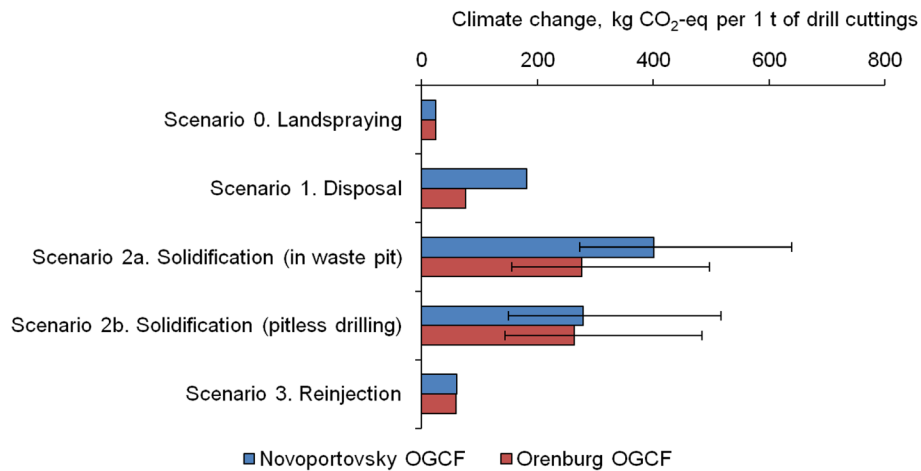 Climate change, kg CO₂-eq per 1 t of drill cuttings
0 200 400 600 800
Scenario 0. Landspraying
Scenario 1. Disposal
Scenario 2a. Solidification (in waste pit)
Scenario 2b. Solidification (pitless drilling)
Scenario 3. Reinjection
Novoportovsky OGCF Orenburg OGCF